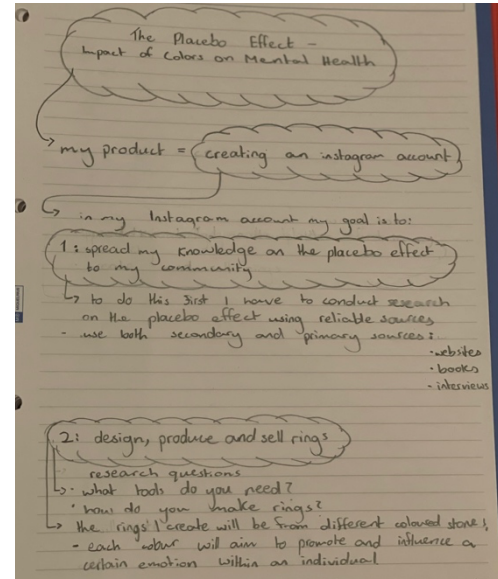 The Placebo Effect -
Impact of Colors on Mental Health
my product = creating an instagram account
in my Instagram account my goal is to:
1: spread my knowledge on the placebo effect
to my community
to do this first I have to conduct research
on the placebo effect using reliable sources
- use both secondary and primary sources:
· websites
· books
- interviews
2: design, produce and sell rings
research questions
· what tools do you need?
· how do you make rings?
the rings I create will be from different coloured stones,
- each colour will aim to promote and influence a
certain emotion within an individual